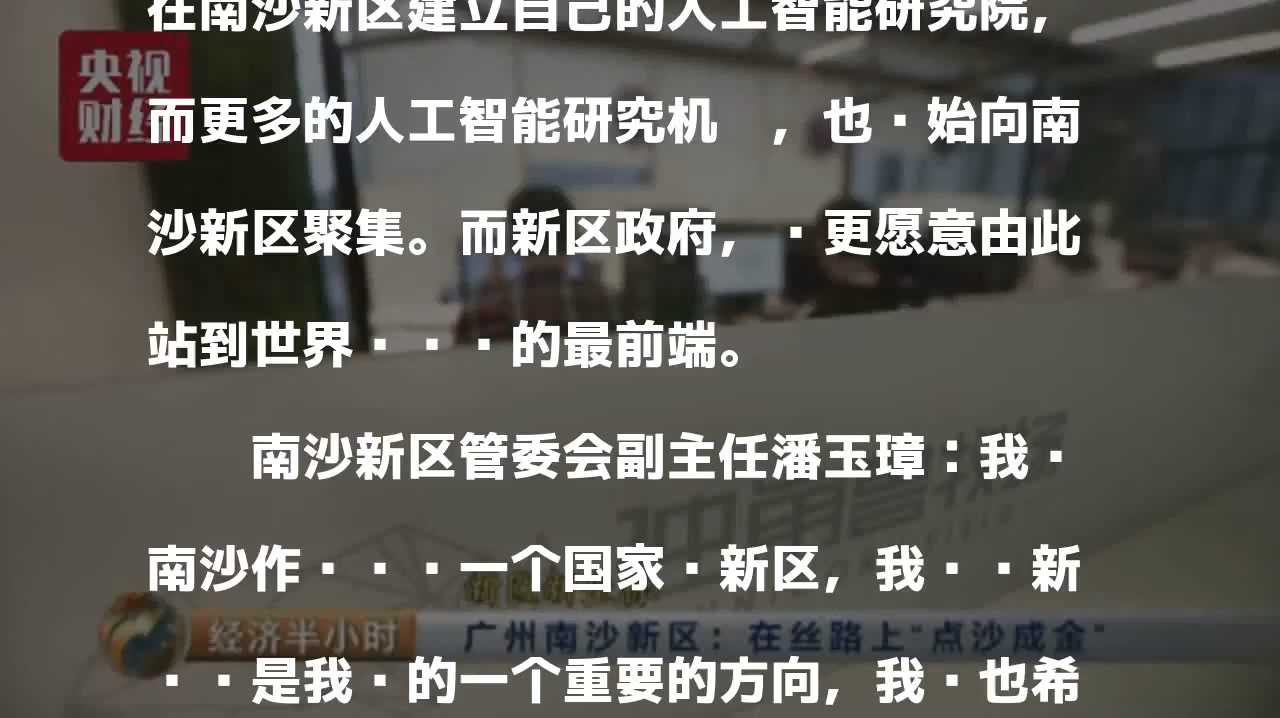 在南沙新区建立自己的人工智能研究院，
央视
财经
而更多的人工智能研究机　，也·始向南
沙新区聚集。而新区政府，·更愿意由此
站到世界···的最前端。
南沙新区管委会副主任潘玉璋：我·
南沙作···一个国家·新区，我··新
经济半小时
广州南沙新区：在丝路上"点沙成金"
··是我·的一个重要的方向，我·也希